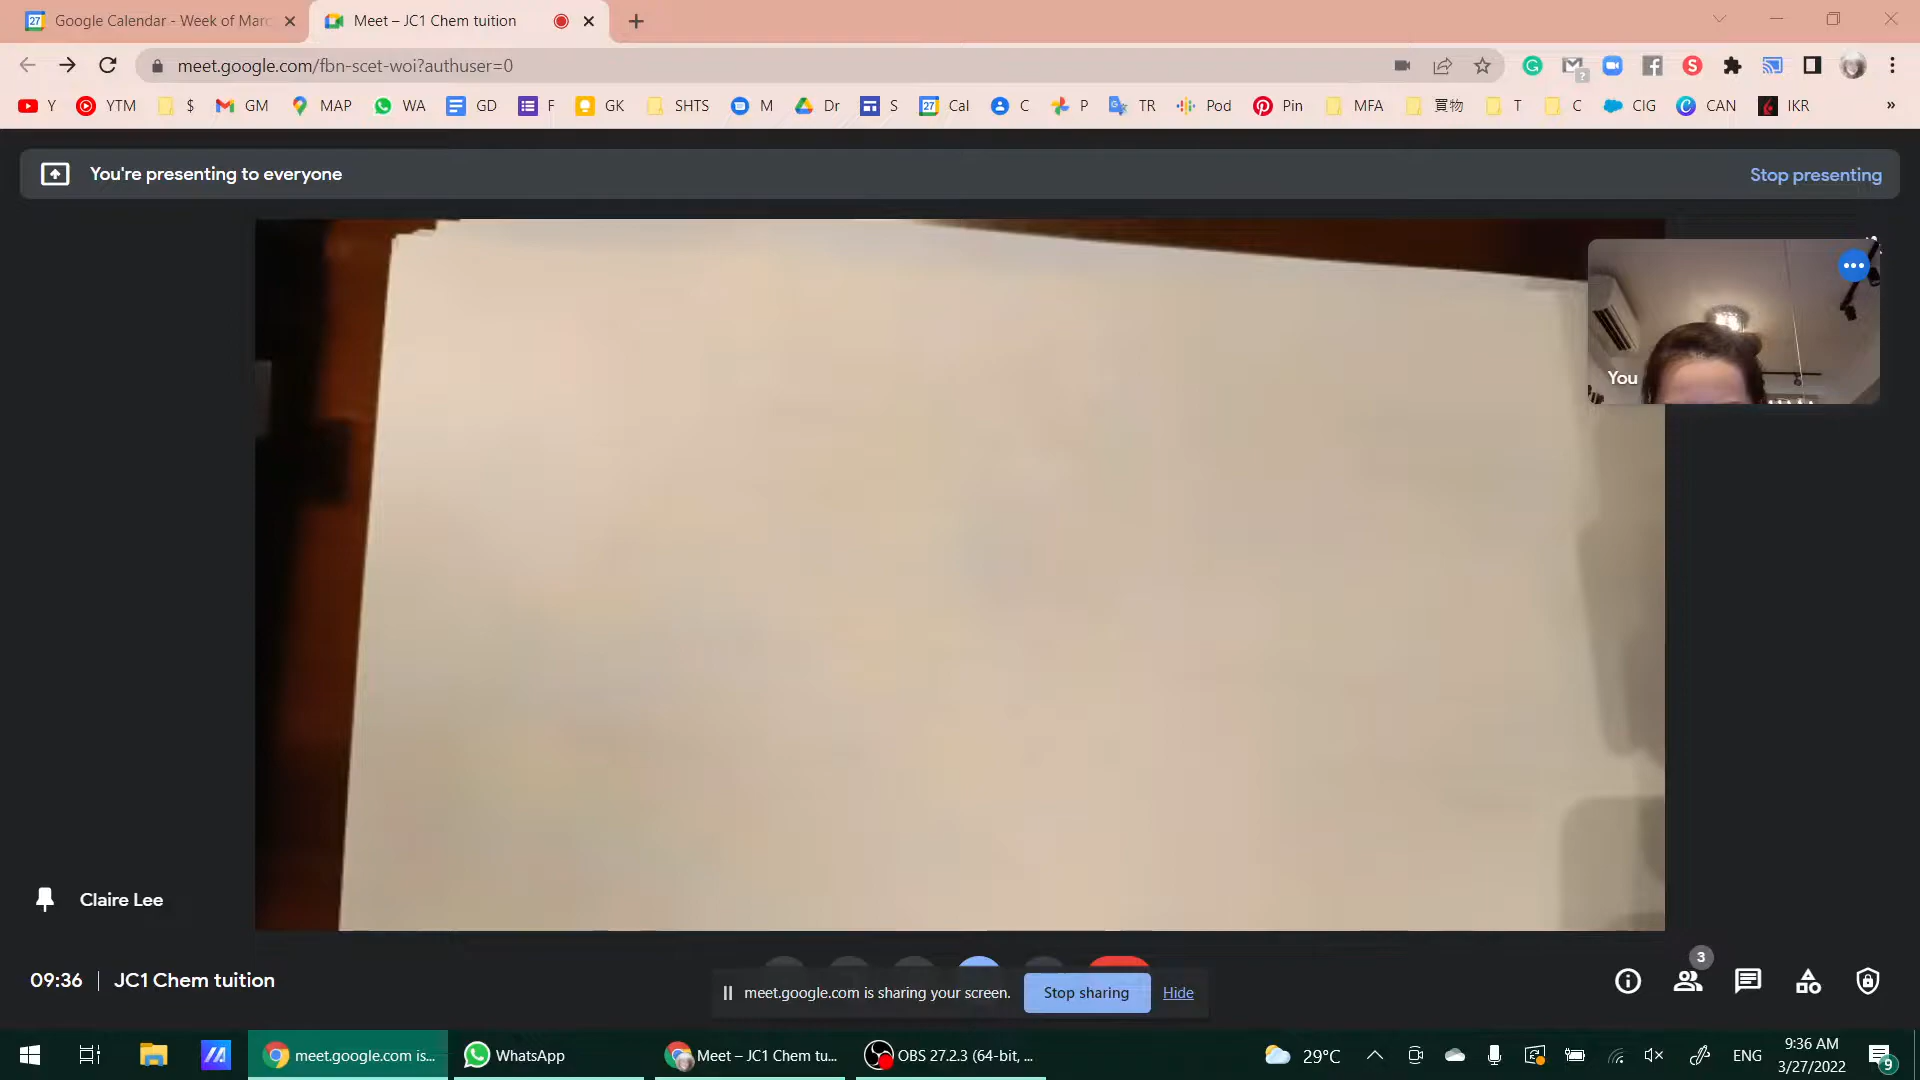 Google Calendar - Week of Marc
Meet – JC1 Chem tuition
meet.google.com/fbn-scet-woi?authuser=0
Y YTM $ GM MAP WA GD F GK SHTS M Dr S Cal C P TR Pod Pin MFA 買物 T C CIG CAN IKR »
You're presenting to everyone
Stop presenting
You
Claire Lee
09:36 | JC1 Chem tuition
3
meet.google.com is sharing your screen.
Stop sharing
Hide
meet.google.com is...
WhatsApp
Meet – JC1 Chem tu...
OBS 27.2.3 (64-bit, ...
29°C
ENG
9:36 AM
3/27/2022
9